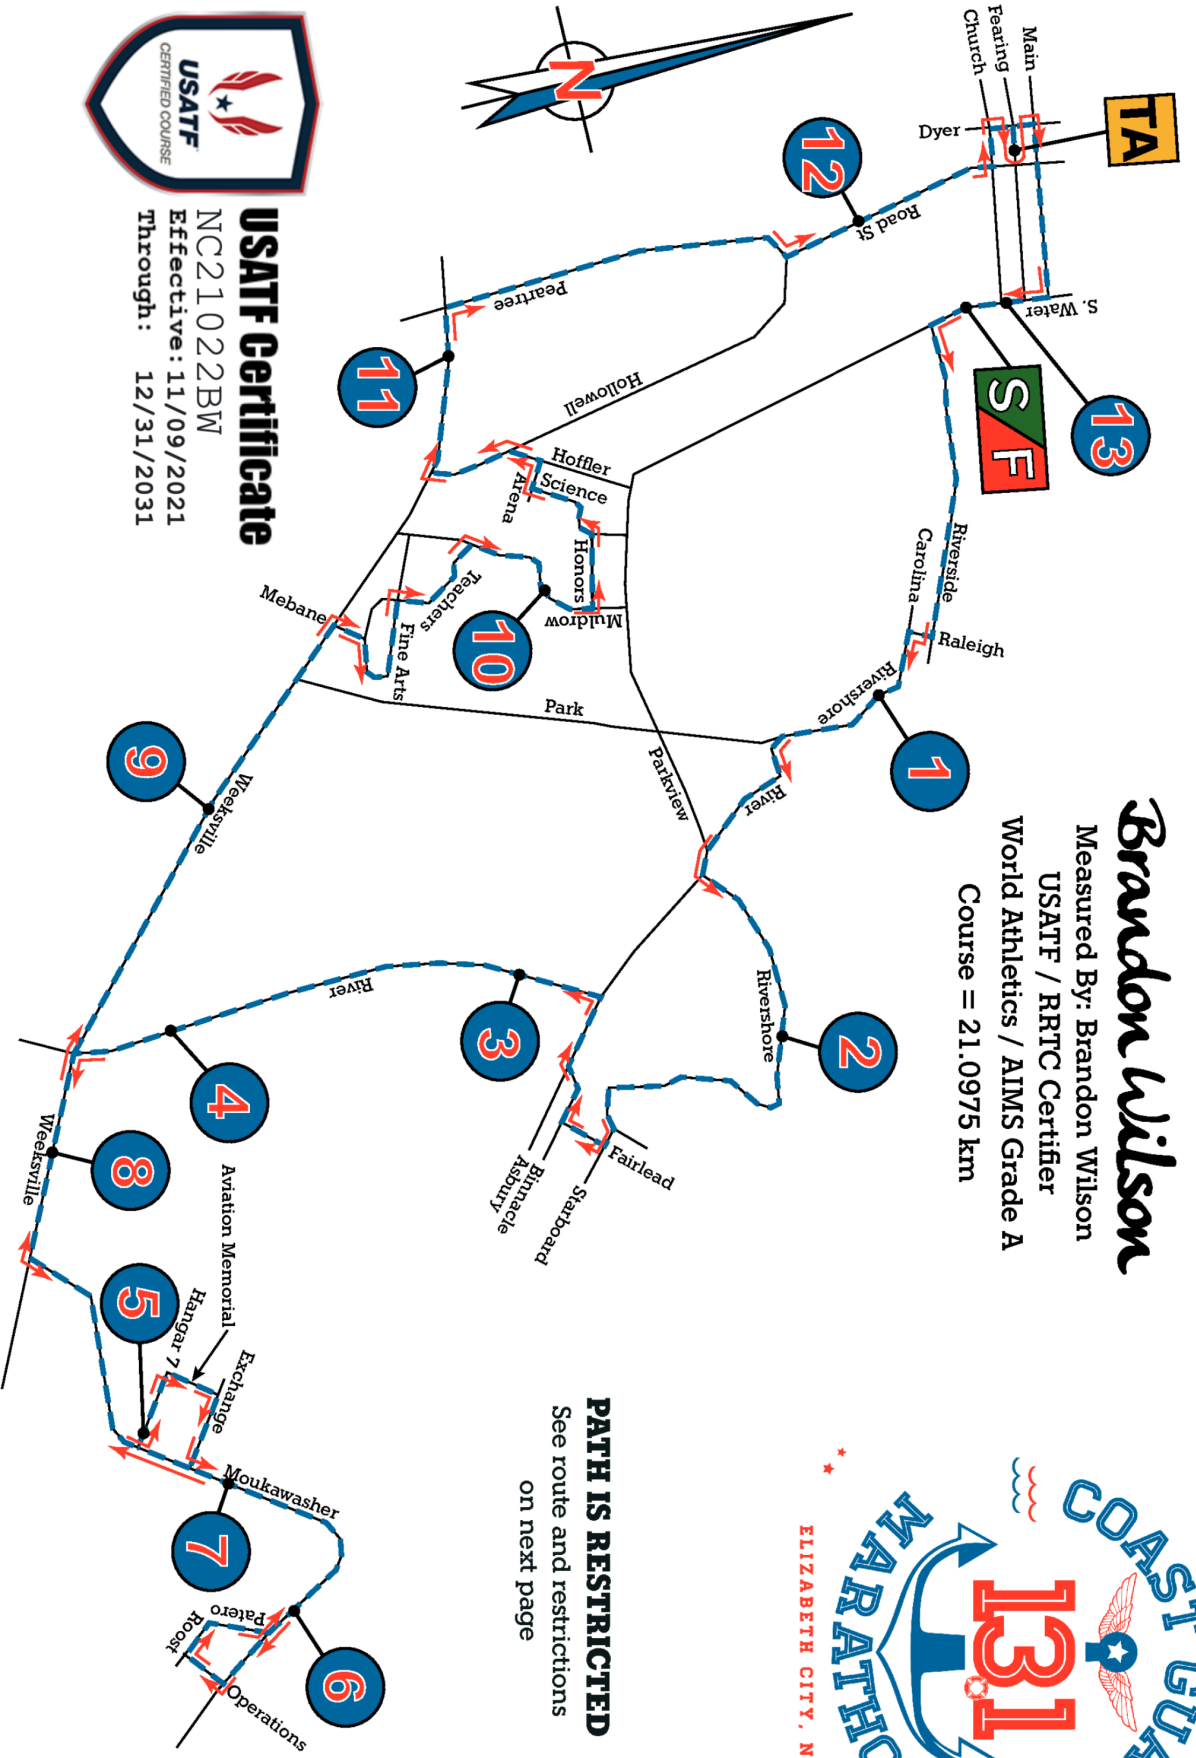 COAST GUA
MARATHO
13.1
ELIZABETH CITY, N
Brandon Wilson
Measured By: Brandon Wilson
USATF / RRTC Certifier
World Athletics / AIMS Grade A
Course = 21.0975 km
PATH IS RESTRICTED
See route and restrictions
on next page
TA
Main
Fearing
Church
Dyer
12
Road St
S. Water
13
S F
Riverside
Carolina
Raleigh
Rivershore
1
River
Parkview
Park
Rivershore
2
Fairlead
Starboard
Binnacle
Asbury
3
River
4
Weeksville
8
Aviation Memorial
Hangar 7
Exchange
5
Moukawasher
7
6
Patero
Roost
Operations
9
Weeksville
Mebane
Fine Arts
Teachers
10
Muldrow
Honors
Science
Arena
Hoffler
Hollowell
Peartree
11
N
USATF
CERTIFIED COURSE
USATF Certificate
NC21022BW
Effective: 11/09/2021
Through: 12/31/2031